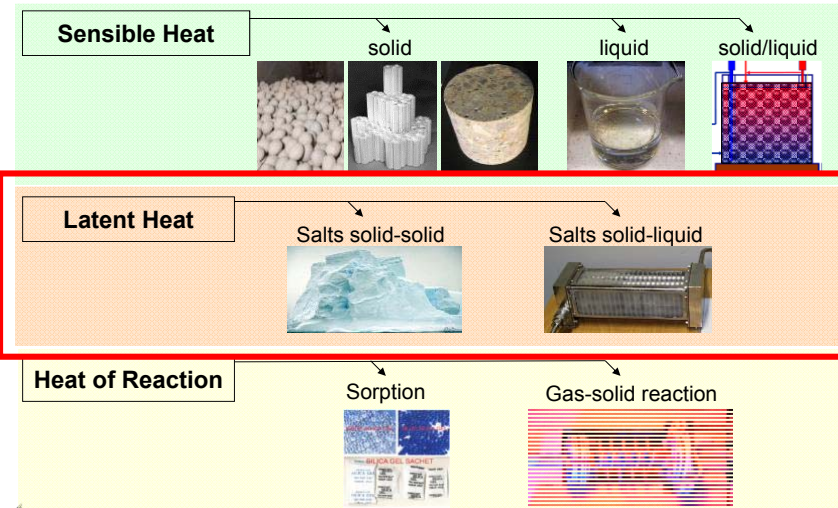 Sensible Heat
solid
liquid
solid/liquid
Latent Heat
Salts solid-solid
Salts solid-liquid
Heat of Reaction
Sorption
Gas-solid reaction
SILICA GEL SACHET